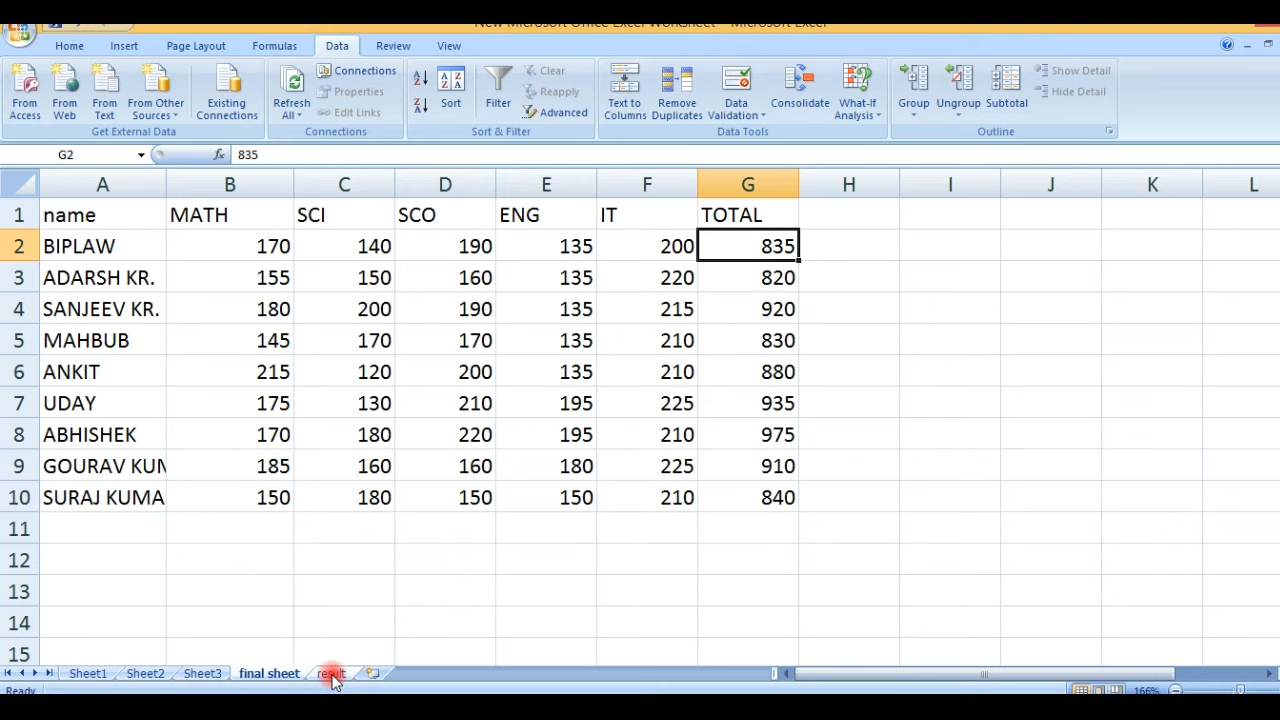 New Microsoft Office Excel Worksheet - Microsoft Excel
Home Insert Page Layout Formulas Data Review View
From Access
From Web
From Text
From Other Sources
Existing Connections
Get External Data
Refresh All
Connections
Properties
Edit Links
Connections
Sort
Filter
Clear
Reapply
Advanced
Sort & Filter
Text to Columns
Remove Duplicates
Data Validation
Consolidate
What-If Analysis
Data Tools
Group
Ungroup
Subtotal
Show Detail
Hide Detail
Outline
G2 fx 835
A B C D E F G H I J K L
1 name MATH SCI SCO ENG IT TOTAL
2 BIPLAW 170 140 190 135 200 835
3 ADARSH KR. 155 150 160 135 220 820
4 SANJEEV KR. 180 200 190 135 215 920
5 MAHBUB 145 170 170 135 210 830
6 ANKIT 215 120 200 135 210 880
7 UDAY 175 130 210 195 225 935
8 ABHISHEK 170 180 220 195 210 975
9 GOURAV KUN 185 160 160 180 225 910
10 SURAJ KUMA 150 180 150 150 210 840
11
12
13
14
15
Sheet1 Sheet2 Sheet3 final sheet result
Ready 166%